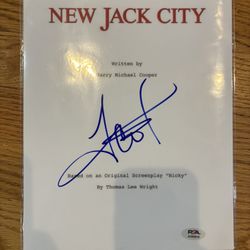 NEW JACK CITY
Written by
Barry Michael Cooper
Based on an Original Screenplay "Nicky"
By Thomas Lee Wright
PSA